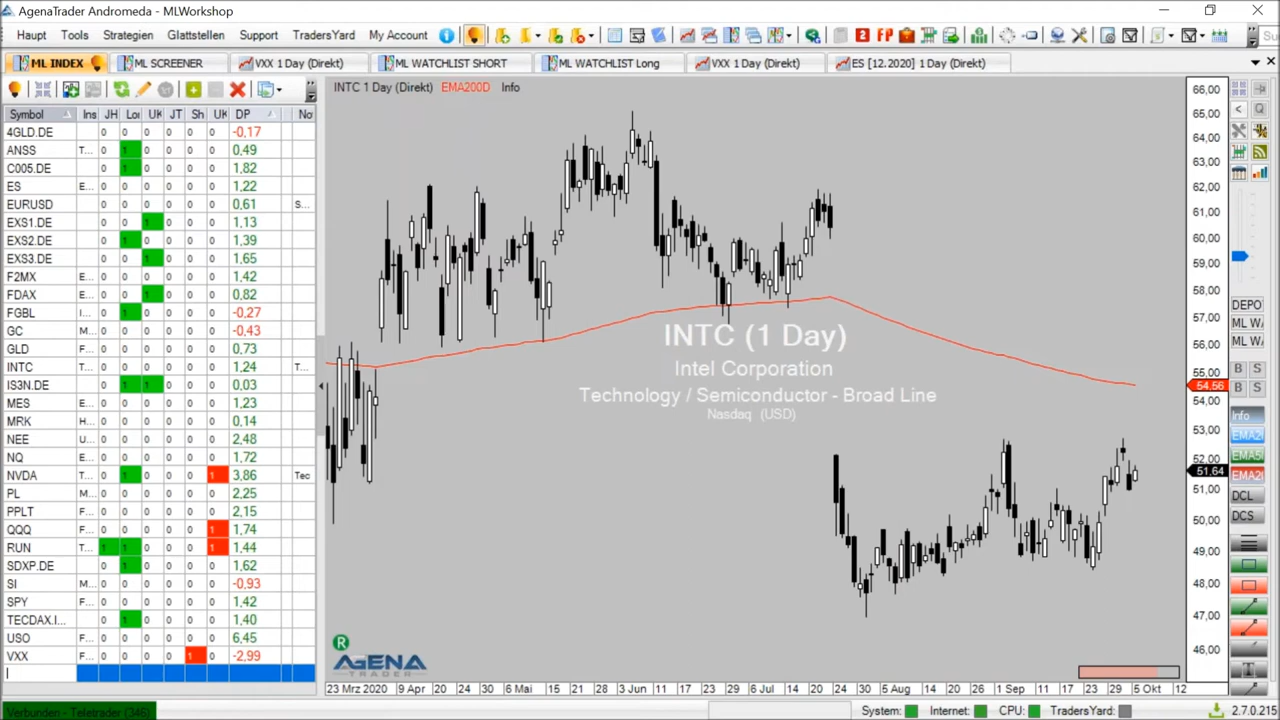 AgenaTrader Andromeda - MLWorkshop
Haupt Tools Strategien Glattstellen Support TradersYard My Account
ML INDEX ML SCREENER VXX 1 Day (Direkt) ML WATCHLIST SHORT ML WATCHLIST Long VXX 1 Day (Direkt) ES [12.2020] 1 Day (Direkt)
Symbol Ins JH Loı UK JT Sh UK DP No
4GLD.DE 0 0 0 0 0 0 -0,17
ANSS T... 0 1 0 0 0 0 0,49
C005.DE 0 1 0 0 0 0 1,82
ES E... 0 0 0 0 0 0 1,22
EURUSD 0 0 0 0 0 0 0,61 S...
EXS1.DE 0 0 1 0 0 0 1,13
EXS2.DE 0 1 0 0 0 0 1,39
EXS3.DE 0 0 1 0 0 0 1,65
F2MX E... 0 0 0 0 0 0 1,42
FDAX E... 0 0 1 0 0 0 0,82
FGBL I... 0 1 0 0 0 0 -0,27
GC M... 0 0 0 0 0 0 -0,43
GLD F... 0 0 0 0 0 0 0,73
INTC T... 0 0 0 0 0 0 1,24 T...
IS3N.DE 0 1 1 0 0 0 0,03
MES E... 0 0 0 0 0 0 1,23
MRK H... 0 0 0 0 0 0 0,14
NEE U... 0 0 0 0 0 0 2,48
NQ E... 0 0 0 0 0 0 1,72
NVDA T... 0 1 0 0 0 1 3,86 Tec
PL M... 0 0 0 0 0 0 2,25
PPLT F... 0 0 0 0 0 0 2,15
QQQ F... 0 0 0 0 0 1 1,74
RUN T... 1 1 0 0 0 1 1,44
SDXP.DE 0 1 0 0 0 0 1,62
SI M... 0 0 0 0 0 0 -0,93
SPY F... 0 0 0 0 0 0 1,42
TECDAX.I... 0 1 0 0 0 0 1,40
USO F... 0 0 0 0 0 0 6,45
VXX F... 0 0 0 0 1 0 -2,99
INTC 1 Day (Direkt) EMA200D Info
INTC (1 Day)
Intel Corporation
Technology / Semiconductor - Broad Line
Nasdaq (USD)
R
AGENA
TRADER
66,00
65,00
64,00
63,00
62,00
61,00
60,00
59,00
58,00
57,00
56,00
55,00
54.56
54,00
53,00
52,00
51.64
51,00
50,00
49,00
48,00
47,00
46,00
23 Mrz 2020 9 Apr 20 24 30 6 Mai 21 28 3 Jun 11 17 23 29 6 Jul 14 20 24 30 5 Aug 14 20 26 1 Sep 11 17 23 29 5 Okt 12
DEPO
ML W
ML W
B S
B S
Info
EMA2
EMA5
EMA2
DCL
DCS
Verbunden - Teletrader (346) System: Internet: CPU: TradersYard: 2.7.0.215